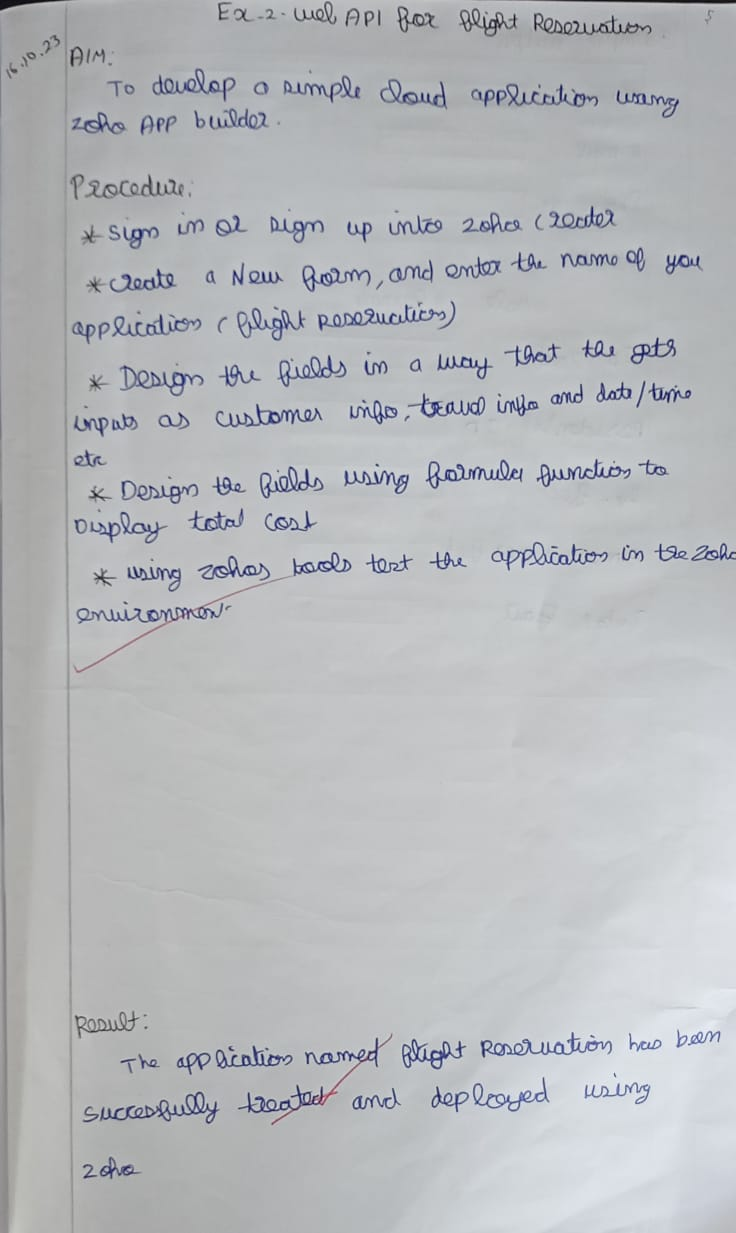 Ex-2-web API for flight Reservation
16.10.23
AIM:
To develop a simple cloud application using
zoho APP builder.
Procedure:
* Sign in or sign up into zoho Creater
* create a New form, and enter the name of you
application (flight Reservation)
* Design the fields in a way that the gets
inputs as customer info, travel info and date/time
etc
* Design the fields using formula function to
Display total cost
* using zohos tools test the application in the zoho
environmen
Result:
The application named flight Reservation has been
successfully treated and deployed using
zoho